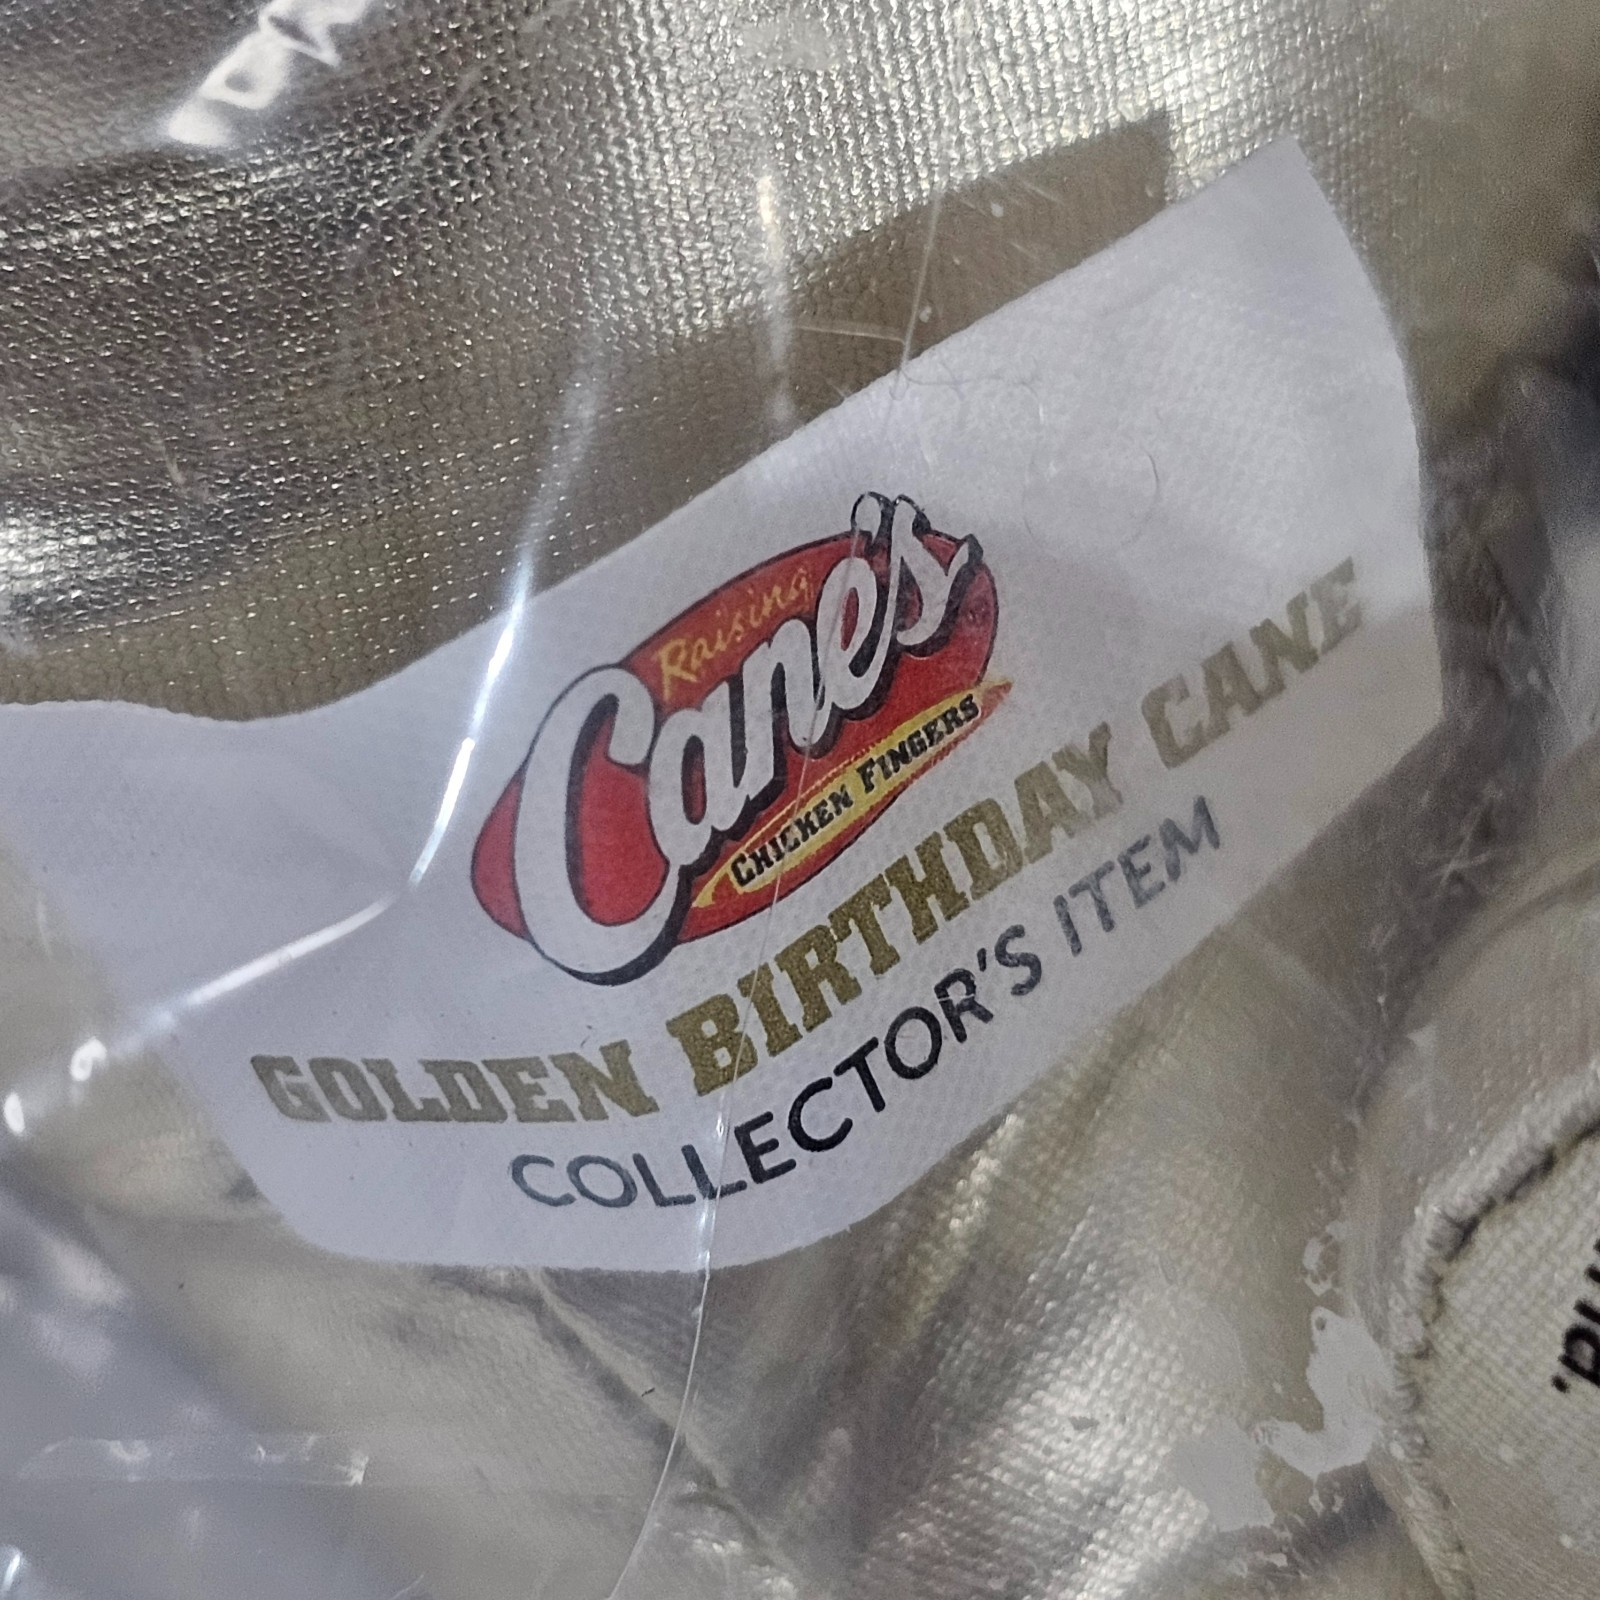 Raising
Cane's
CHICKEN FINGERS
GOLDEN BIRTHDAY CANE
COLLECTOR'S ITEM